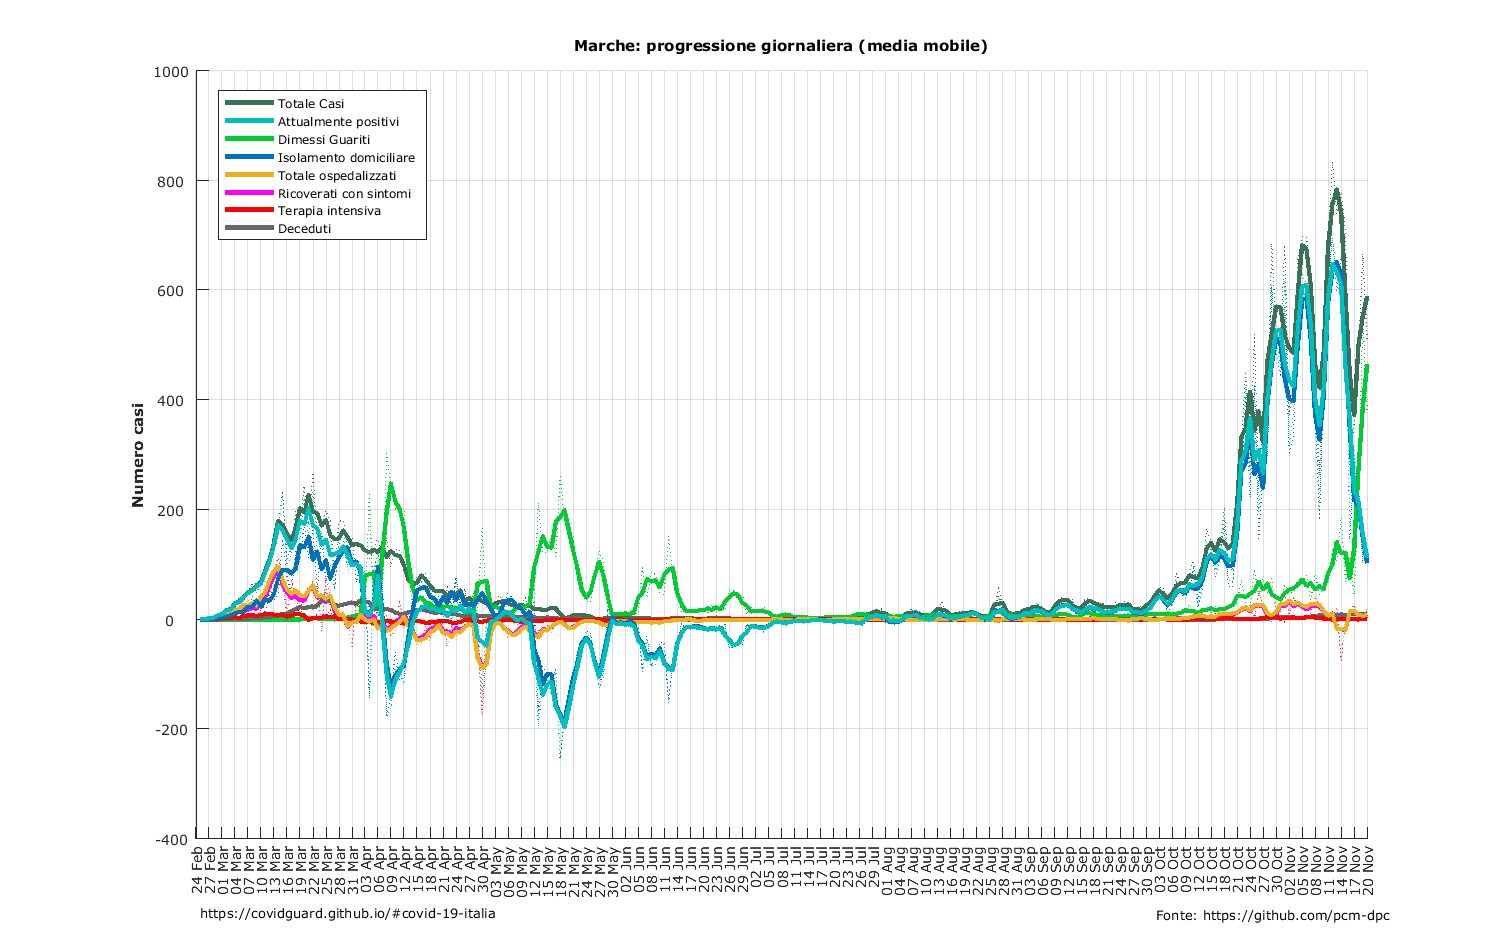 Marche: progressione giornaliera (media mobile)
1000
800
600
400
200
0
-200
-400
Numero casi
Totale Casi
Attualmente positivi
Dimessi Guariti
Isolamento domiciliare
Totale ospedalizzati
Ricoverati con sintomi
Terapia intensiva
Deceduti
24 Feb
27 Feb
01 Mar
04 Mar
07 Mar
10 Mar
13 Mar
16 Mar
19 Mar
22 Mar
25 Mar
28 Mar
31 Mar
03 Apr
06 Apr
09 Apr
12 Apr
15 Apr
18 Apr
21 Apr
24 Apr
27 Apr
30 Apr
03 May
06 May
09 May
12 May
15 May
18 May
21 May
24 May
27 May
30 May
02 Jun
05 Jun
08 Jun
11 Jun
14 Jun
17 Jun
20 Jun
23 Jun
26 Jun
29 Jun
02 Jul
05 Jul
08 Jul
11 Jul
14 Jul
17 Jul
20 Jul
23 Jul
26 Jul
29 Jul
01 Aug
04 Aug
07 Aug
10 Aug
13 Aug
16 Aug
19 Aug
22 Aug
25 Aug
28 Aug
31 Aug
03 Sep
06 Sep
09 Sep
12 Sep
15 Sep
18 Sep
21 Sep
24 Sep
27 Sep
30 Sep
03 Oct
06 Oct
09 Oct
12 Oct
15 Oct
18 Oct
21 Oct
24 Oct
27 Oct
30 Oct
02 Nov
05 Nov
08 Nov
11 Nov
14 Nov
17 Nov
20 Nov
https://covidguard.github.io/#covid-19-italia
Fonte: https://github.com/pcm-dpc